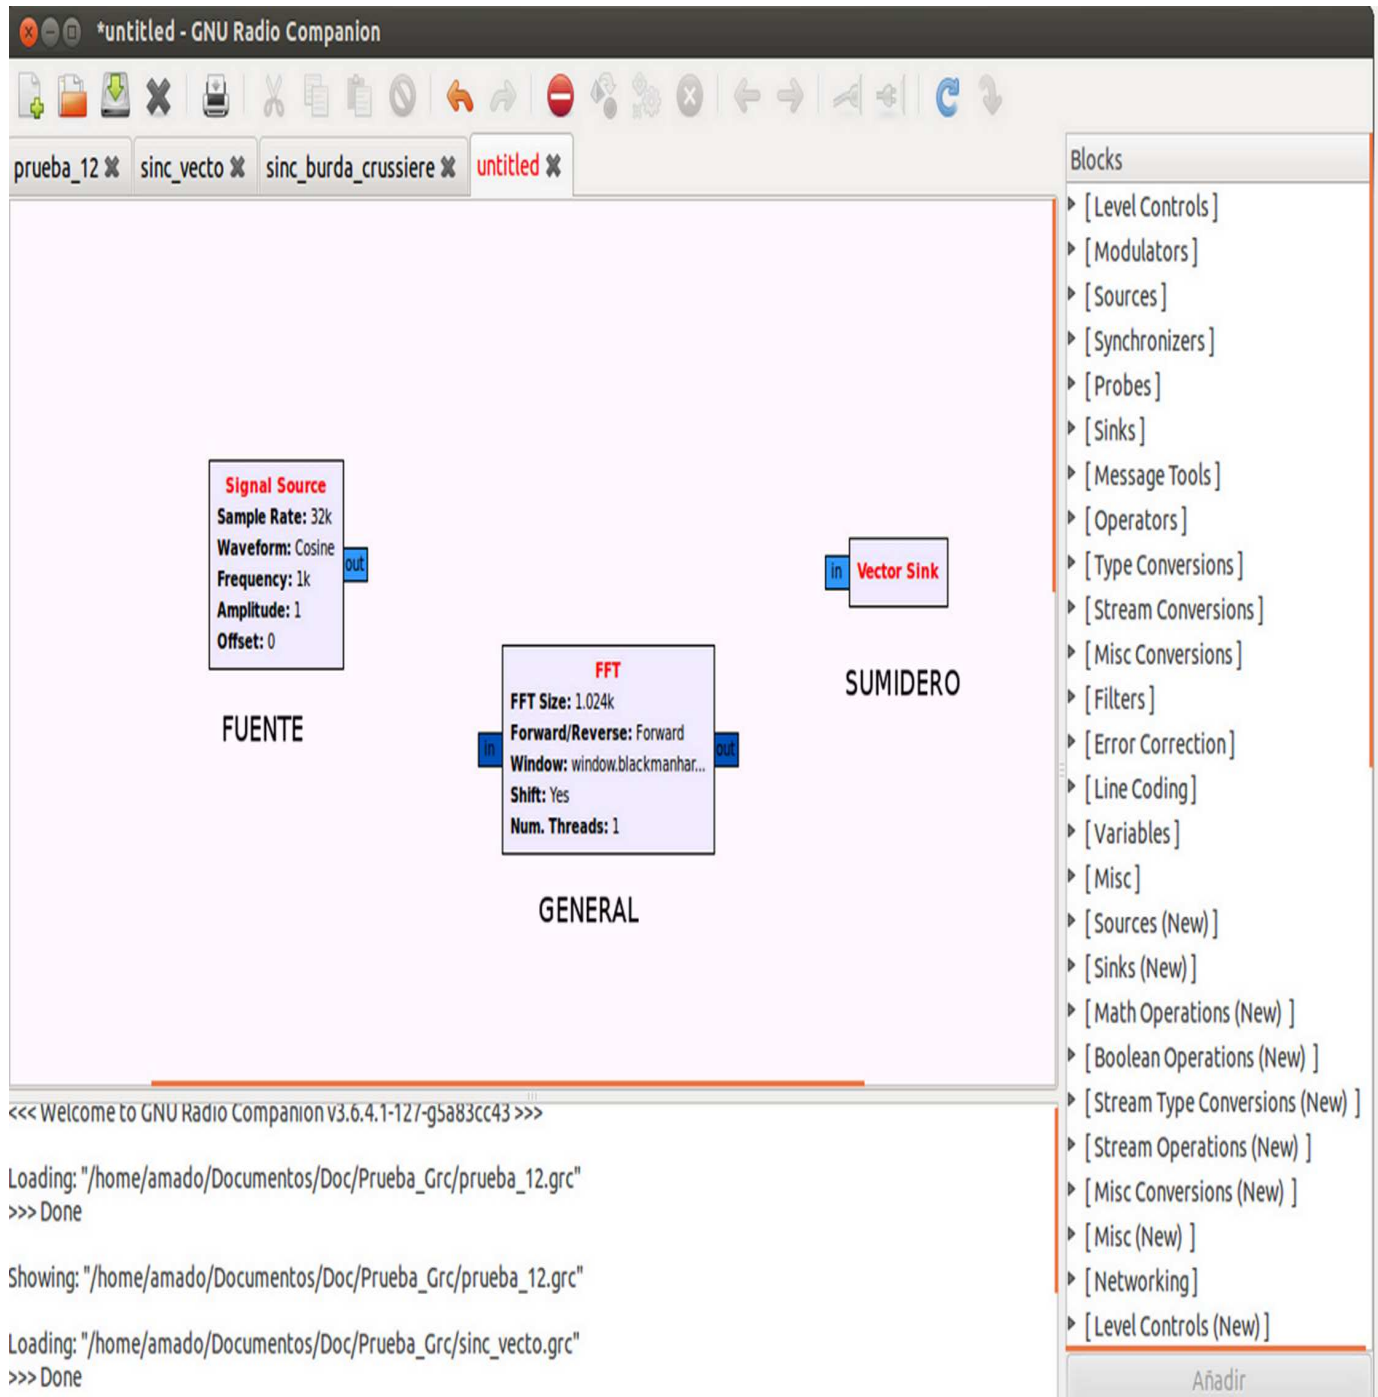 *untitled - GNU Radio Companion
prueba_12
sinc_vecto
sinc_burda_crussiere
untitled
Signal Source
Sample Rate: 32k
Waveform: Cosine
Frequency: 1k
Amplitude: 1
Offset: 0
out
FUENTE
in
FFT
FFT Size: 1.024k
Forward/Reverse: Forward
Window: window.blackmanhar...
Shift: Yes
Num. Threads: 1
out
GENERAL
in
Vector Sink
SUMIDERO
<<< Welcome to GNU Radio Companion v3.6.4.1-127-g5a83cc43 >>>
Loading: "/home/amado/Documentos/Doc/Prueba_Grc/prueba_12.grc"
>>> Done
Showing: "/home/amado/Documentos/Doc/Prueba_Grc/prueba_12.grc"
Loading: "/home/amado/Documentos/Doc/Prueba_Grc/sinc_vecto.grc"
>>> Done
Blocks
[ Level Controls ]
[ Modulators ]
[ Sources ]
[ Synchronizers ]
[ Probes ]
[ Sinks ]
[ Message Tools ]
[ Operators ]
[ Type Conversions ]
[ Stream Conversions ]
[ Misc Conversions ]
[ Filters ]
[ Error Correction ]
[ Line Coding ]
[ Variables ]
[ Misc ]
[ Sources (New) ]
[ Sinks (New) ]
[ Math Operations (New) ]
[ Boolean Operations (New) ]
[ Stream Type Conversions (New) ]
[ Stream Operations (New) ]
[ Misc Conversions (New) ]
[ Misc (New) ]
[ Networking ]
[ Level Controls (New) ]
Añadir